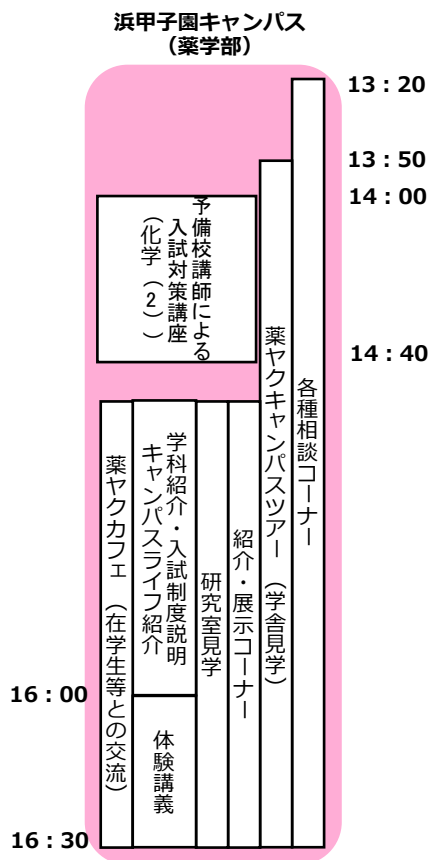 浜甲子園キャンパス
（薬学部）
13：20
13：50
14：00
予備校講師による
入試対策講座
（化学（２））
14：40
各種相談コーナー
薬ヤクキャンパスツアー（学舎見学）
紹介・展示コーナー
研究室見学
学科紹介・入試制度説明
キャンパスライフ紹介
薬ヤクカフェ（在学生等との交流）
16：00
体験講義
16：30